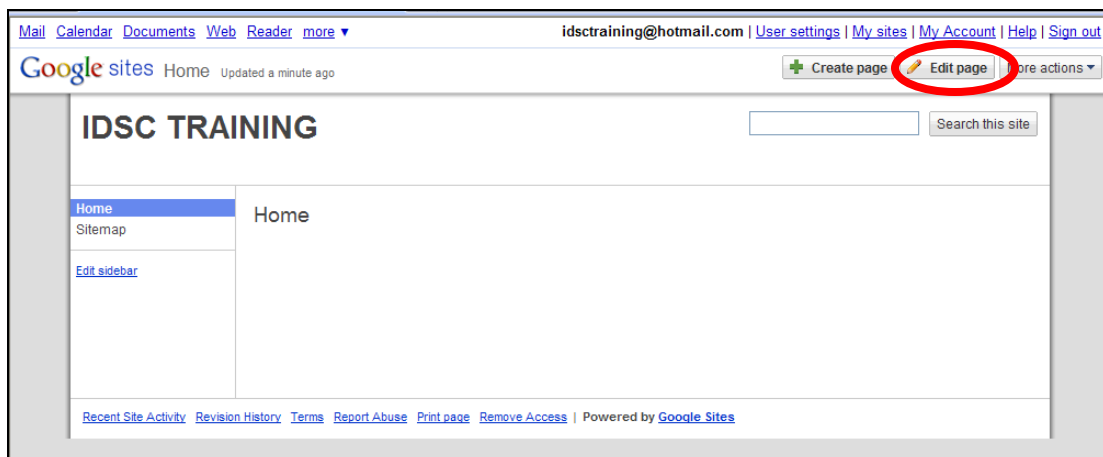 Mail Calendar Documents Web Reader more ▼ idsctraining@hotmail.com | User settings | My sites | My Account | Help | Sign out
Google sites Home Updated a minute ago Create page Edit page More actions ▼
IDSC TRAINING Search this site
Home
Sitemap
Edit sidebar
Home
Recent Site Activity Revision History Terms Report Abuse Print page Remove Access | Powered by Google Sites